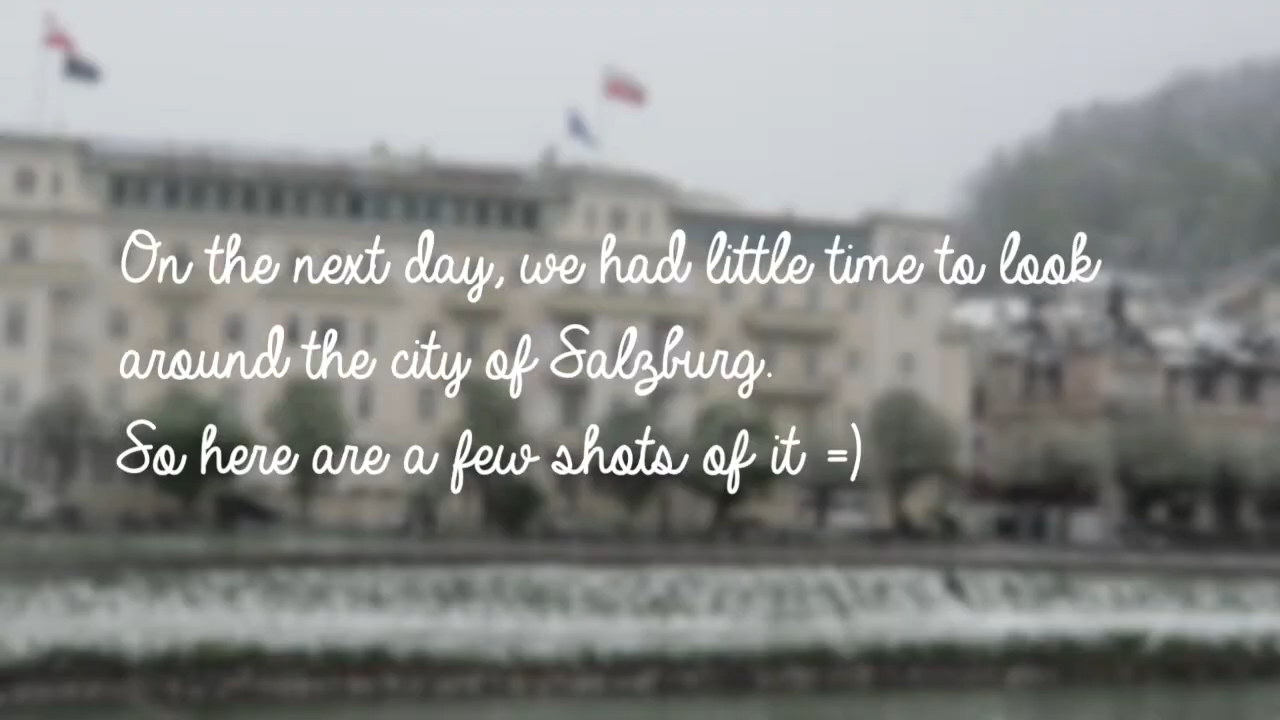 On the next day, we had little time to look
around the city of Salzburg.
So here are a few shots of it =)